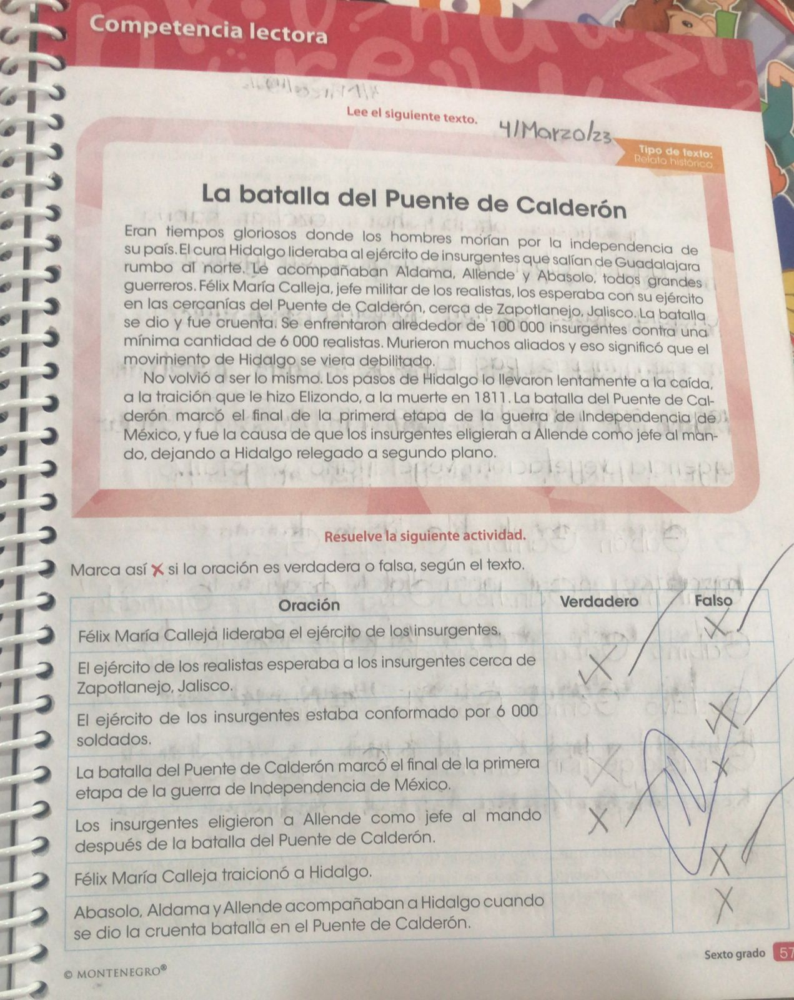 Competencia lectora
Lee el siguiente texto.
4/Marzo/23
Tipo de texto:
Relato histórico
La batalla del Puente de Calderón
Eran tiempos gloriosos donde los hombres morían por la independencia de
su país. El cura Hidalgo lideraba al ejército de insurgentes que salían de Guadalajara
rumbo al norte. Le acompañaban Aldama, Allende y Abasolo, todos grandes
guerreros. Félix María Calleja, jefe militar de los realistas, los esperaba con su ejército
en las cercanías del Puente de Calderón, cerca de Zapotlanejo, Jalisco. La batalla
se dio y fue cruenta. Se enfrentaron alrededor de 100 000 insurgentes contra una
mínima cantidad de 6 000 realistas. Murieron muchos aliados y eso significó que el
movimiento de Hidalgo se viera debilitado.
No volvió a ser lo mismo. Los pasos de Hidalgo lo llevaron lentamente a la caída,
a la traición que le hizo Elizondo, a la muerte en 1811. La batalla del Puente de Cal-
derón marcó el final de la primera etapa de la guerra de Independencia de
México, y fue la causa de que los insurgentes eligieran a Allende como jefe al man-
do, dejando a Hidalgo relegado a segundo plano.
Resuelve la siguiente actividad.
Marca así X si la oración es verdadera o falsa, según el texto.
Oración Verdadero Falso
Félix María Calleja lideraba el ejército de los insurgentes. X
El ejército de los realistas esperaba a los insurgentes cerca de X
Zapotlanejo, Jalisco.
El ejército de los insurgentes estaba conformado por 6 000 X
soldados.
La batalla del Puente de Calderón marcó el final de la primera X
etapa de la guerra de Independencia de México.
Los insurgentes eligieron a Allende como jefe al mando X
después de la batalla del Puente de Calderón.
Félix María Calleja traicionó a Hidalgo. X
Abasolo, Aldama y Allende acompañaban a Hidalgo cuando X
se dio la cruenta batalla en el Puente de Calderón.
Sexto grado 57
© MONTENEGRO®